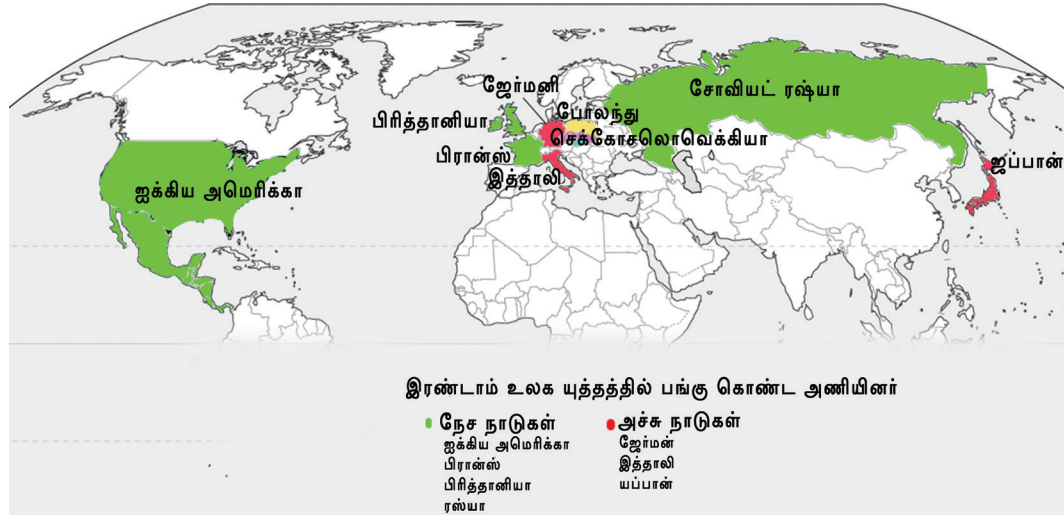 ஜேர்மனி
சோவியட் ரஷ்யா
போலந்து
பிரித்தானியா
செக்கோசலொவெக்கியா
பிரான்ஸ்
ஜப்பான்
இத்தாலி
ஐக்கிய அமெரிக்கா
இரண்டாம் உலக யுத்தத்தில் பங்கு கொண்ட அணியினர்
நேச நாடுகள்
ஐக்கிய அமெரிக்கா
பிரான்ஸ்
பிரித்தானியா
ரஸ்யா
அச்சு நாடுகள்
ஜேர்மன்
இத்தாலி
யப்பான்